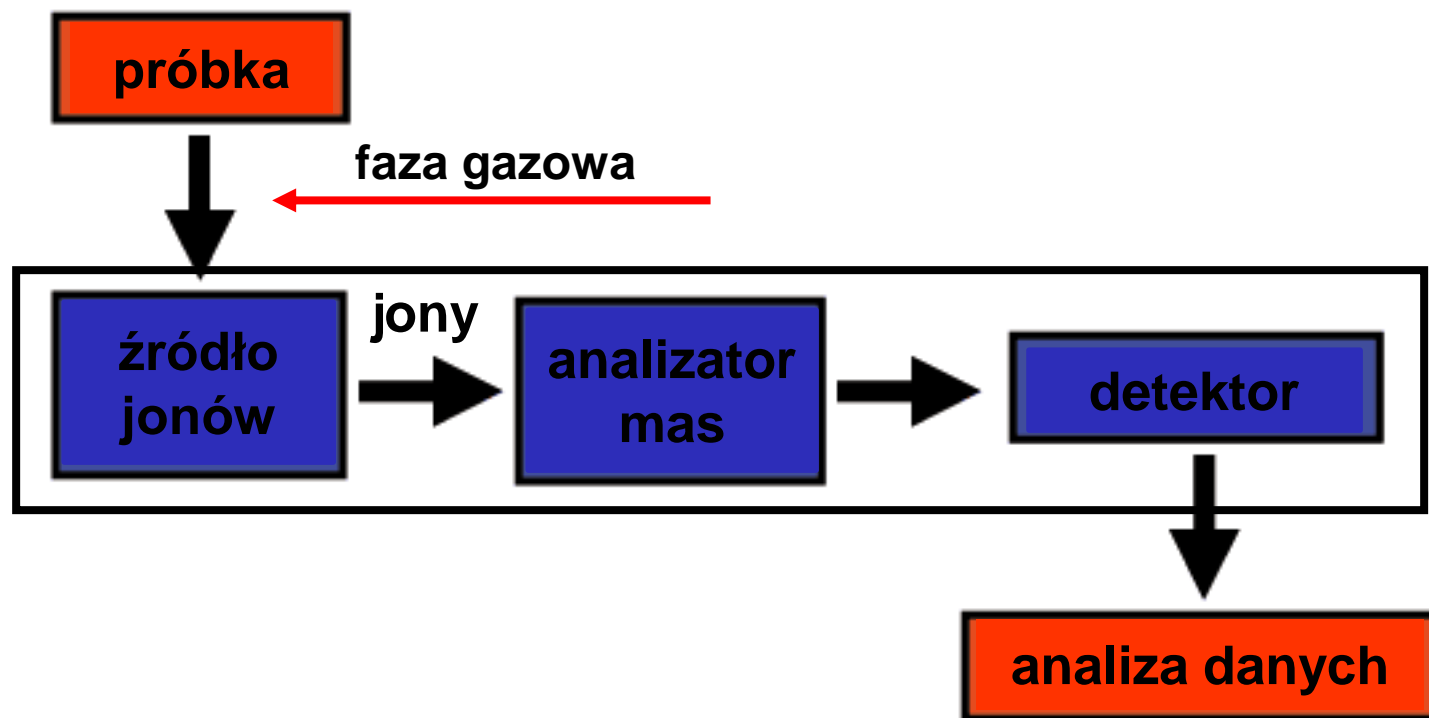 próbka
faza gazowa
źródło
jonów
jony
analizator
mas
detektor
analiza danych